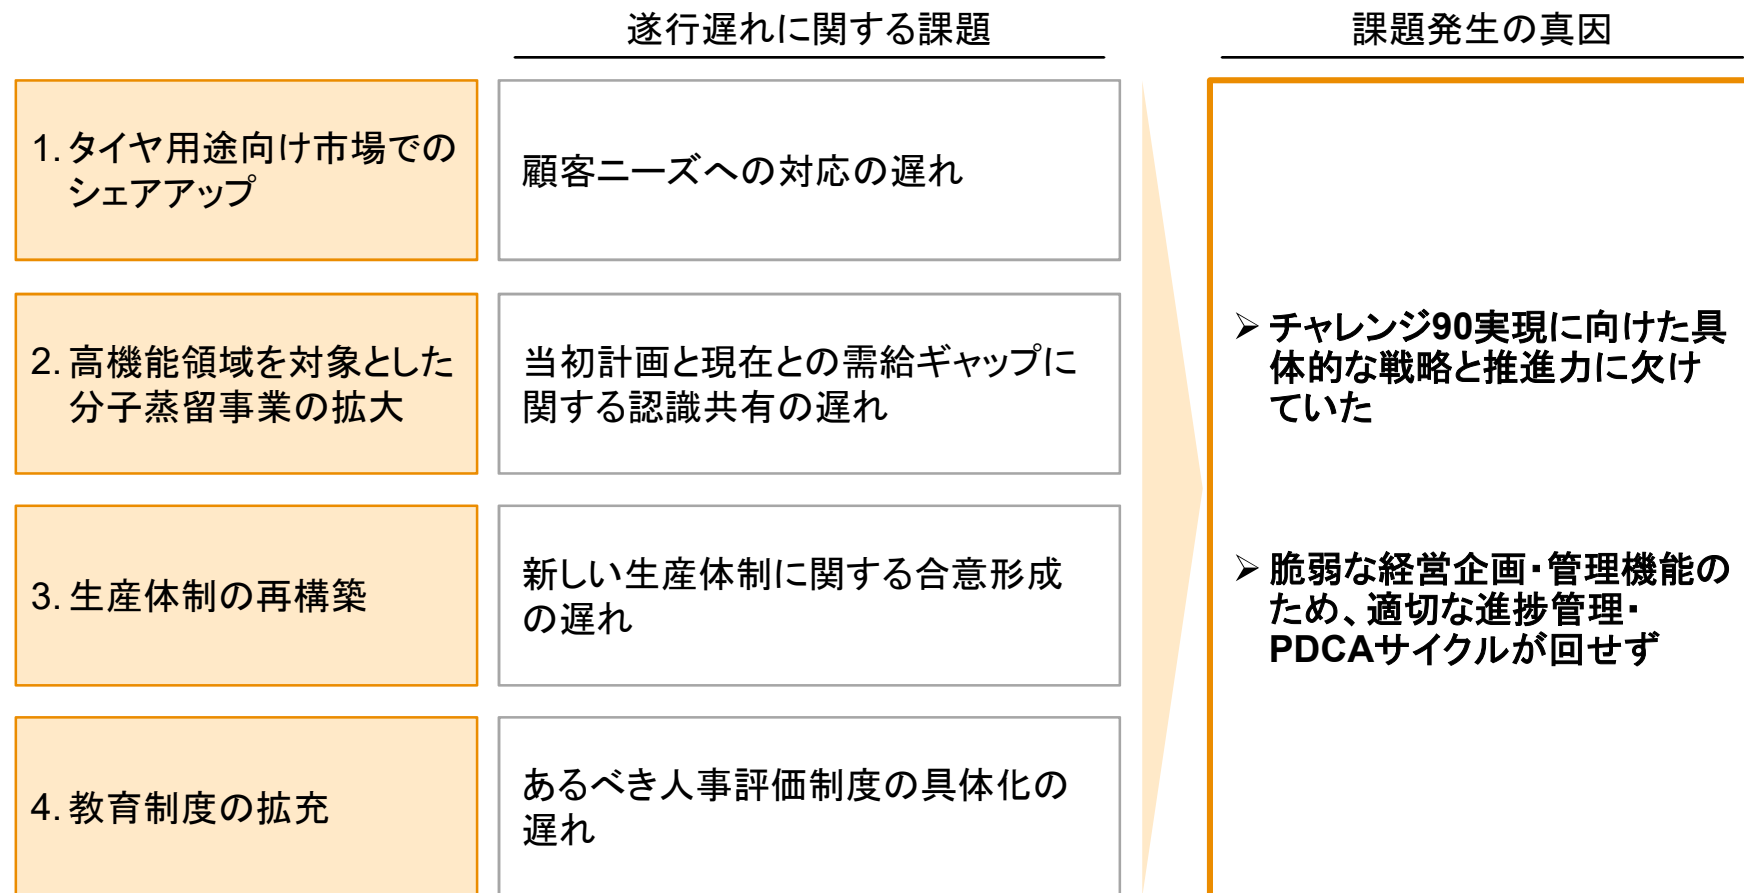 遂行遅れに関する課題
課題発生の真因
1. タイヤ用途向け市場での
シェアアップ
顧客ニーズへの対応の遅れ
2. 高機能領域を対象とした
分子蒸留事業の拡大
当初計画と現在との需給ギャップに
関する認識共有の遅れ
3. 生産体制の再構築
新しい生産体制に関する合意形成
の遅れ
4. 教育制度の拡充
あるべき人事評価制度の具体化の
遅れ
➢ チャレンジ90実現に向けた具
体的な戦略と推進力に欠け
ていた
➢ 脆弱な経営企画・管理機能の
ため、適切な進捗管理・
PDCAサイクルが回せず